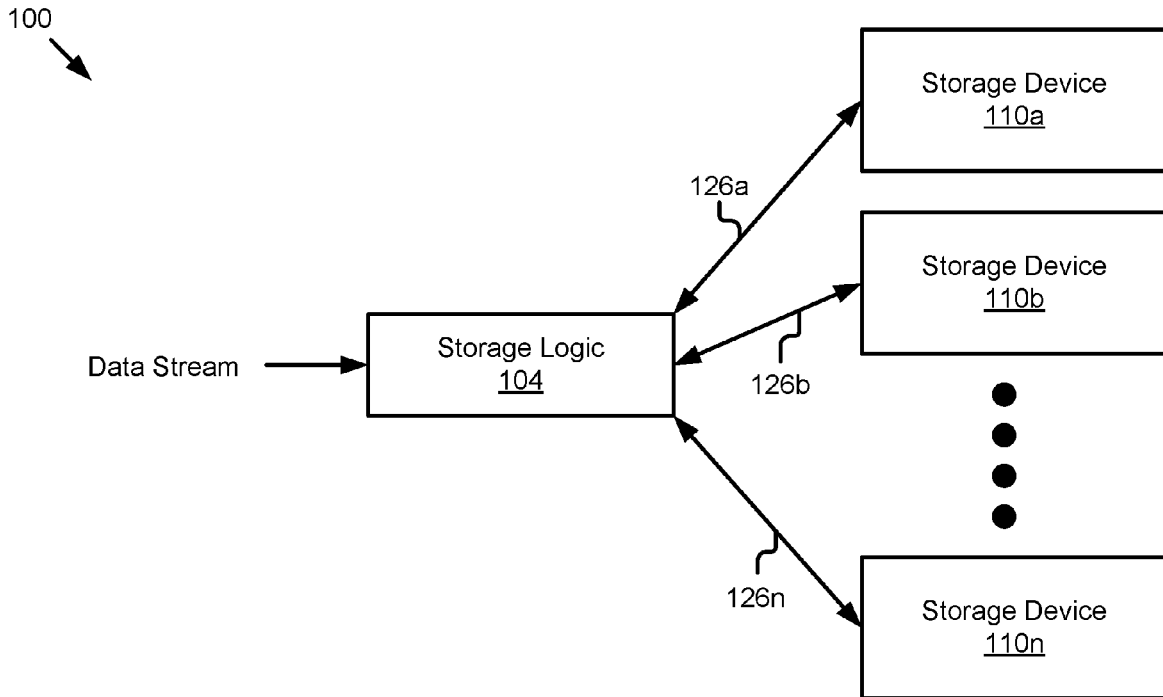 100
Storage Device
110a
126a
Storage Device
110b
Storage Logic
104
Data Stream
126b
126n
Storage Device
110n